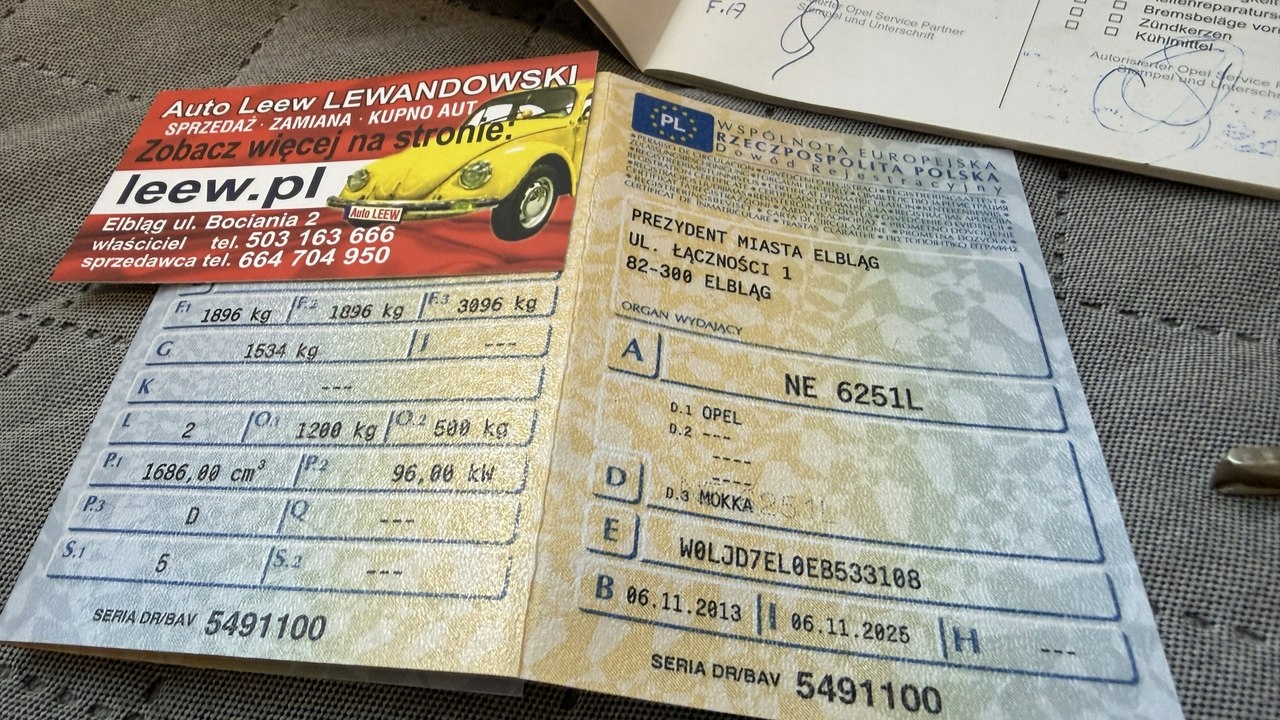 Auto Leew LEWANDOWSKI
SPRZEDAŻ · ZAMIANA · KUPNO AUT
Zobacz więcej na stronie!
leew.pl
Auto LEEW
Elbląg ul. Bociania 2
właściciel tel. 503 163 666
sprzedawca tel. 664 704 950
F.1 1896 kg F.2 1896 kg F.3 3096 kg
G 1534 kg J ---
K ---
L 2 O.1 1200 kg O.2 500 kg
P.1 1686,00 cm³ P.2 96,00 kW
P.3 D Q ---
S.1 5 S.2 ---
SERIA DR/BAV 5491100
PL
WSPÓLNOTA EUROPEJSKA
RZECZPOSPOLITA POLSKA
Dowód Rejestracyjny
PREZYDENT MIASTA ELBLĄG
UL. ŁĄCZNOŚCI 1
82-300 ELBLĄG
ORGAN WYDAJĄCY
A NE 6251L
D.1 OPEL
D.2 ---
----
----
D D.3 MOKKA
E W0LJD7EL0EB533108
B 06.11.2013 I 06.11.2025 H ---
SERIA DR/BAV 5491100
F.A
Opel Service Partner
Stempel und Unterschrift
Bremsbeläge
Zündkerzen
Kühlmittel
Autorisierter Opel Service
Stempel und